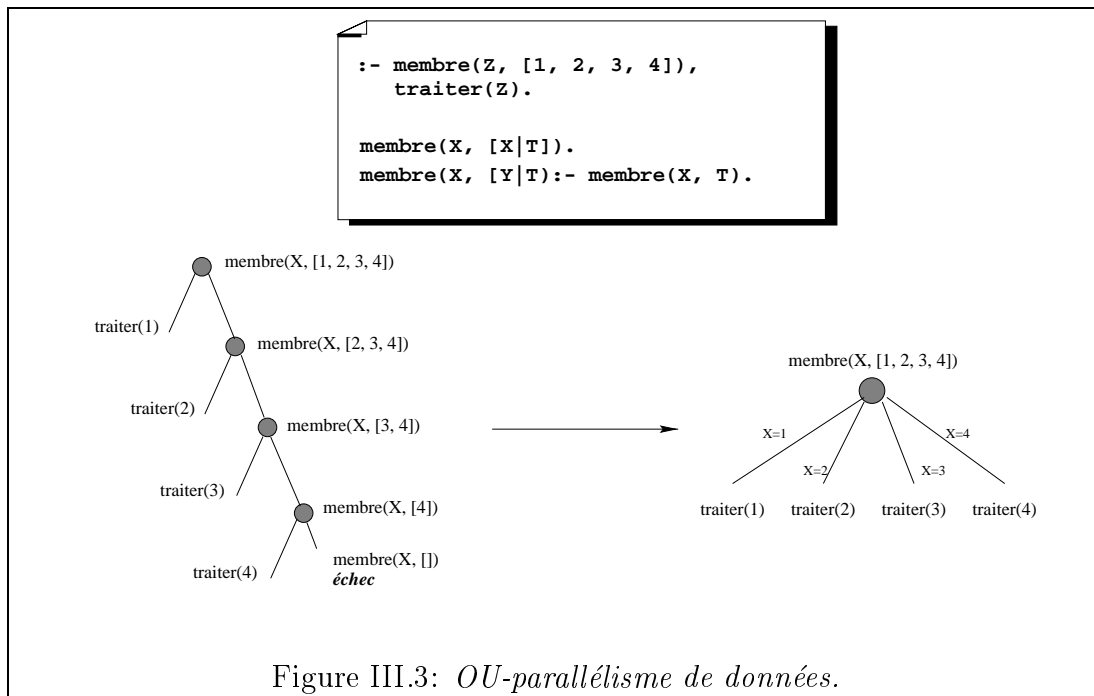 :- membre(Z, [1, 2, 3, 4]),
traiter(Z).
membre(X, [X|T]).
membre(X, [Y|T):- membre(X, T).
membre(X, [1, 2, 3, 4])
traiter(1)
membre(X, [2, 3, 4])
traiter(2)
membre(X, [3, 4])
traiter(3)
membre(X, [4])
traiter(4)
membre(X, [])
échec
membre(X, [1, 2, 3, 4])
X=1
X=2
X=3
X=4
traiter(1) traiter(2) traiter(3) traiter(4)
Figure III.3: OU-parallélisme de données.